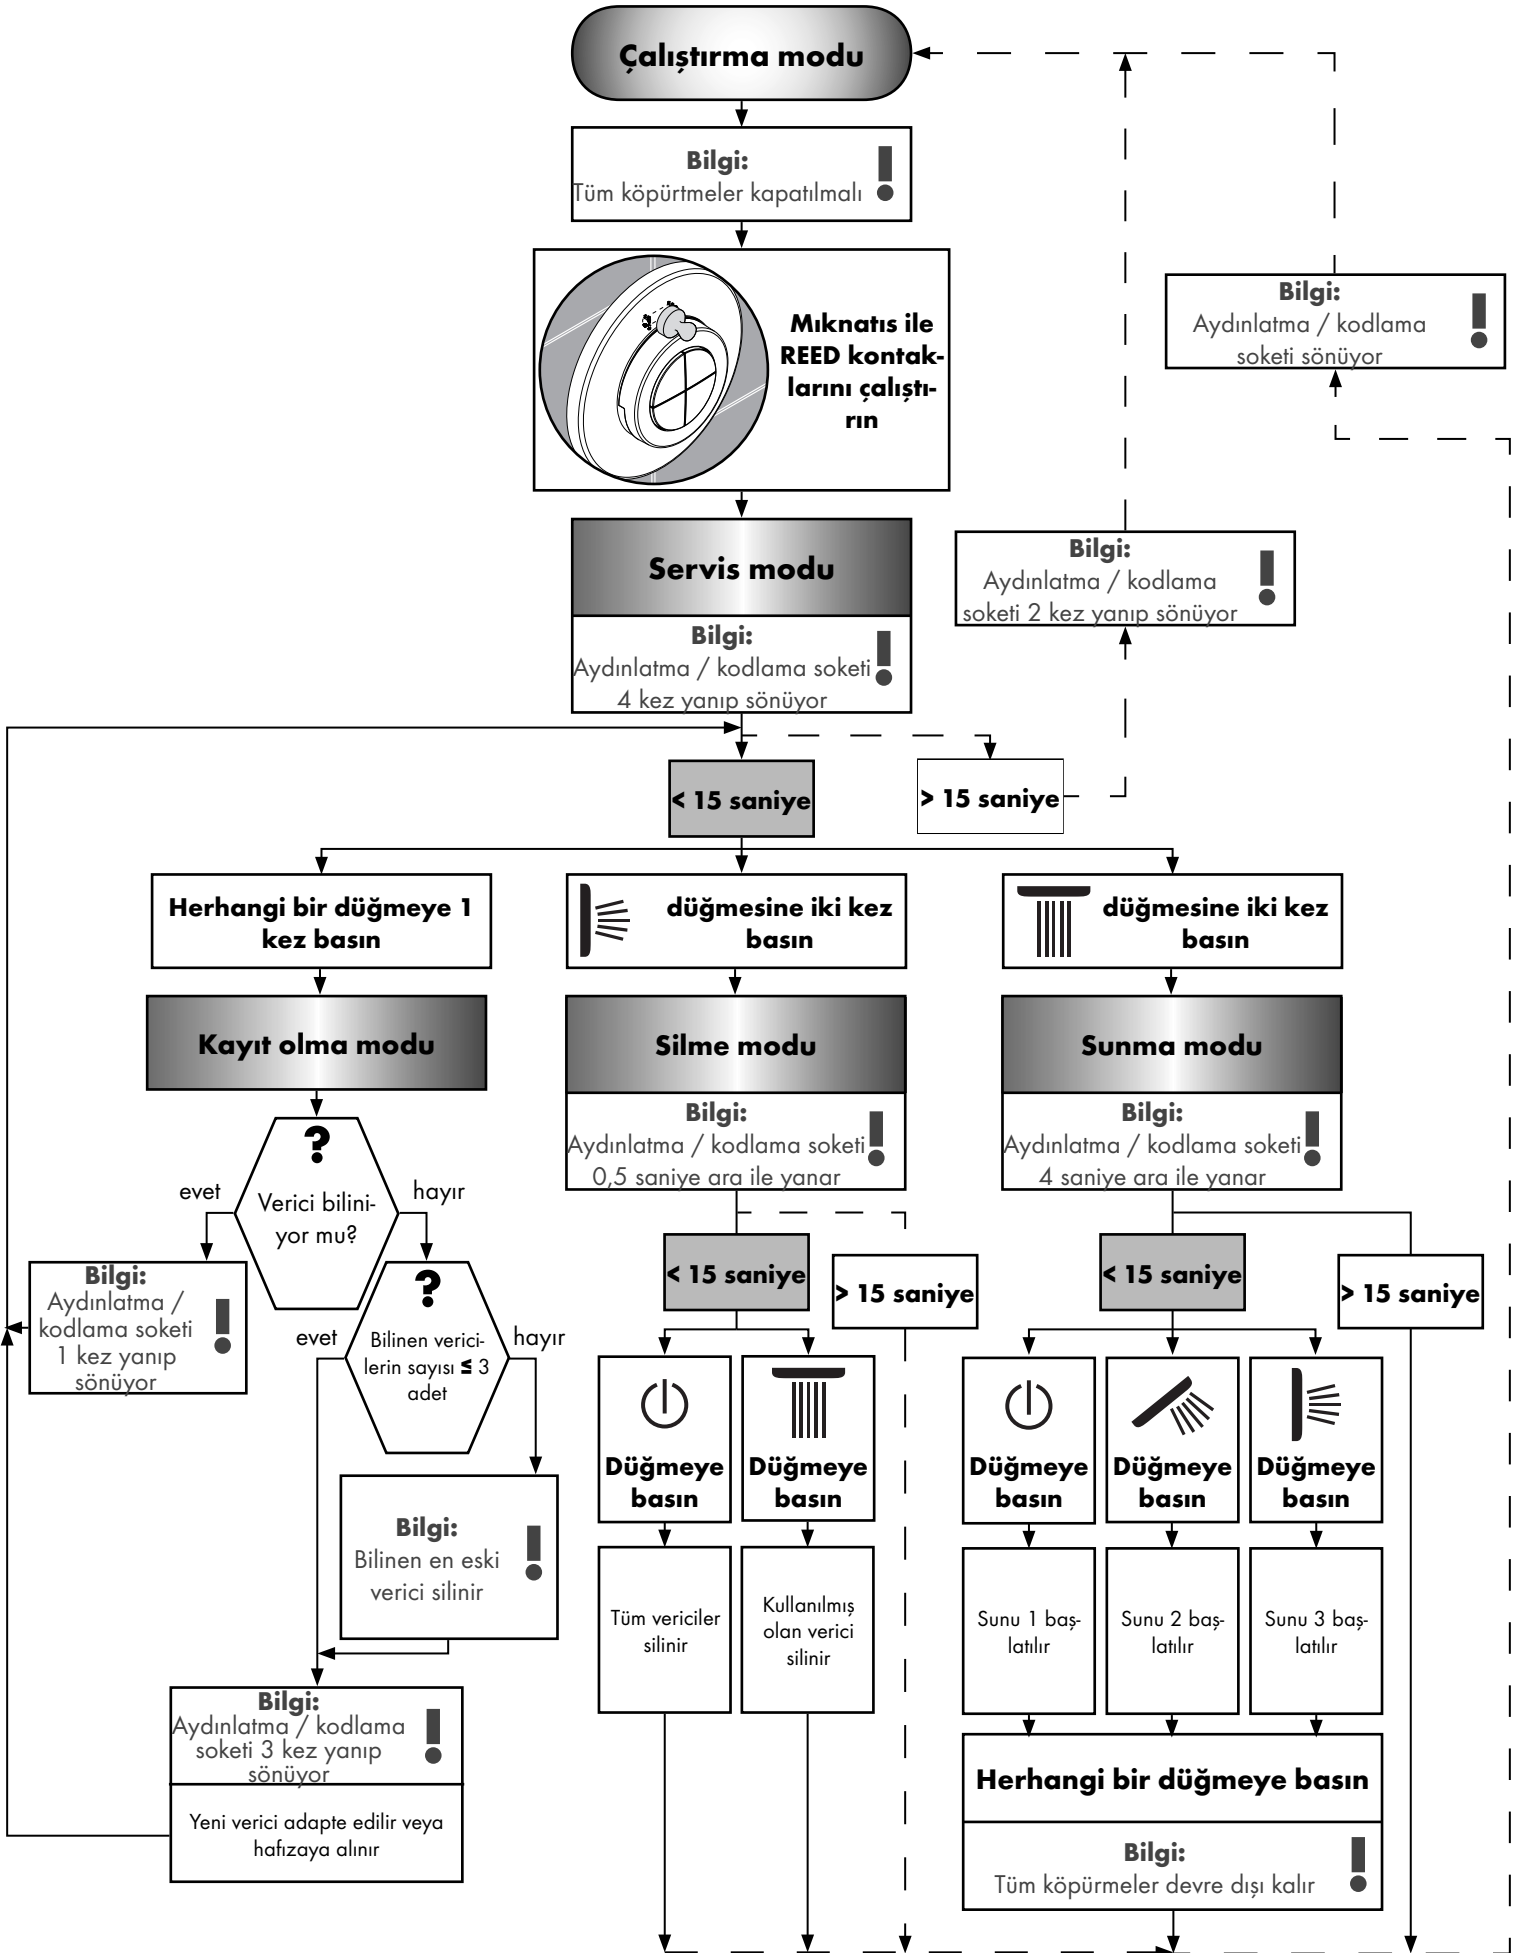 Çalıştırma modu
Bilgi:
Tüm köpürtmeler kapatılmalı
Mıknatıs ile
REED kontak-
larını çalıştı-
rın
Bilgi:
Aydınlatma / kodlama
soketi sönüyor
Servis modu
Bilgi:
Aydınlatma / kodlama soketi
4 kez yanıp sönüyor
Bilgi:
Aydınlatma / kodlama
soketi 2 kez yanıp sönüyor
< 15 saniye
> 15 saniye
Herhangi bir düğmeye 1
kez basın
düğmesine iki kez
basın
düğmesine iki kez
basın
Kayıt olma modu
Silme modu
Bilgi:
Aydınlatma / kodlama soketi
0,5 saniye ara ile yanar
Sunma modu
Bilgi:
Aydınlatma / kodlama soketi
4 saniye ara ile yanar
?
Verici bilini-
yor mu?
evet
hayır
Bilgi:
Aydınlatma /
kodlama soketi
1 kez yanıp
sönüyor
?
Bilinen verici-
lerin sayısı ≤ 3
adet
evet
hayır
Bilgi:
Bilinen en eski
verici silinir
Bilgi:
Aydınlatma / kodlama
soketi 3 kez yanıp
sönüyor
Yeni verici adapte edilir veya
hafızaya alınır
< 15 saniye
> 15 saniye
Düğmeye
basın
Düğmeye
basın
Tüm vericiler
silinir
Kullanılmış
olan verici
silinir
< 15 saniye
> 15 saniye
Düğmeye
basın
Düğmeye
basın
Düğmeye
basın
Sunu 1 baş-
latılır
Sunu 2 baş-
latılır
Sunu 3 baş-
latılır
Herhangi bir düğmeye basın
Bilgi:
Tüm köpürmeler devre dışı kalır